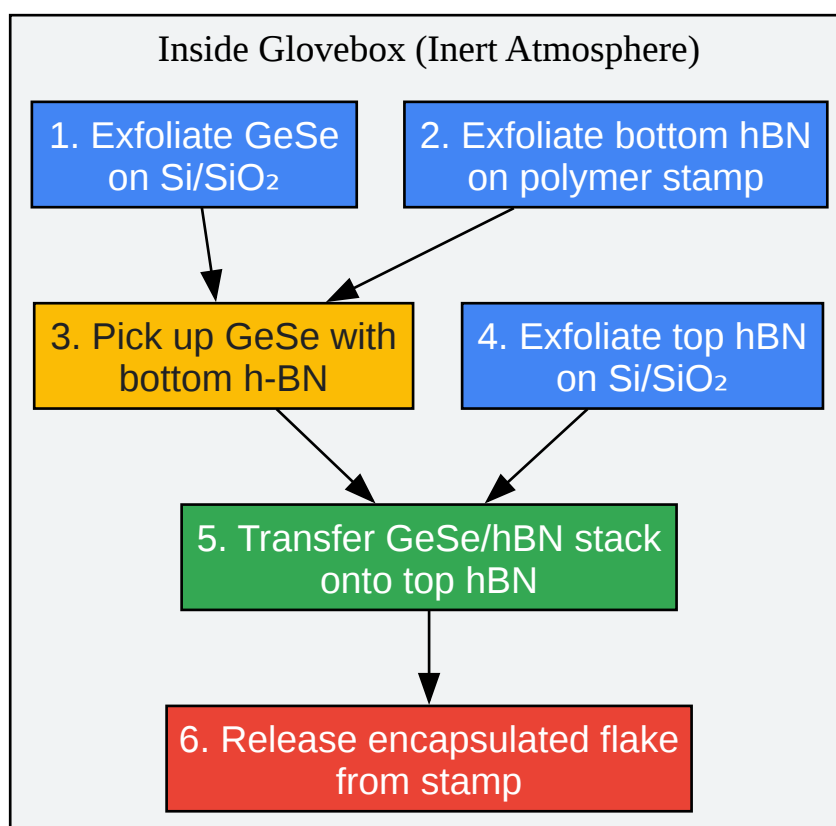 Inside Glovebox (Inert Atmosphere)
1. Exfoliate GeSe
on Si/SiO₂
2. Exfoliate bottom hBN
on polymer stamp
3. Pick up GeSe with
bottom h-BN
4. Exfoliate top hBN
on Si/SiO₂
5. Transfer GeSe/hBN stack
onto top hBN
6. Release encapsulated flake
from stamp